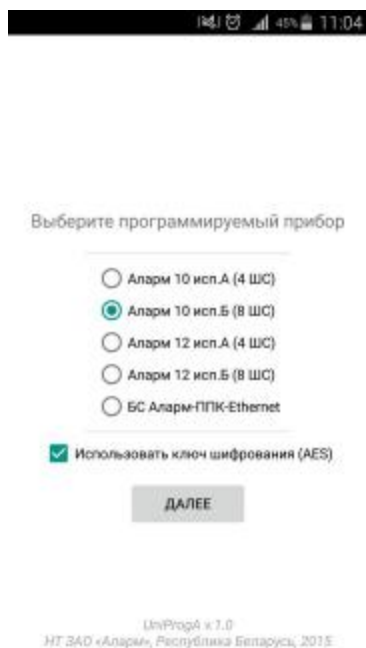 45% 11:04
Выберите программируемый прибор
Аларм 10 исп.А (4 ШС)
Аларм 10 исп.Б (8 ШС)
Аларм 12 исп.А (4 ШС)
Аларм 12 исп.Б (8 ШС)
БС Аларм-ППК-Ethernet
Использовать ключ шифрования (AES)
ДАЛЕЕ
UniProgA v.1.0
НТ ЗАО «Аларм», Республика Беларусь, 2015